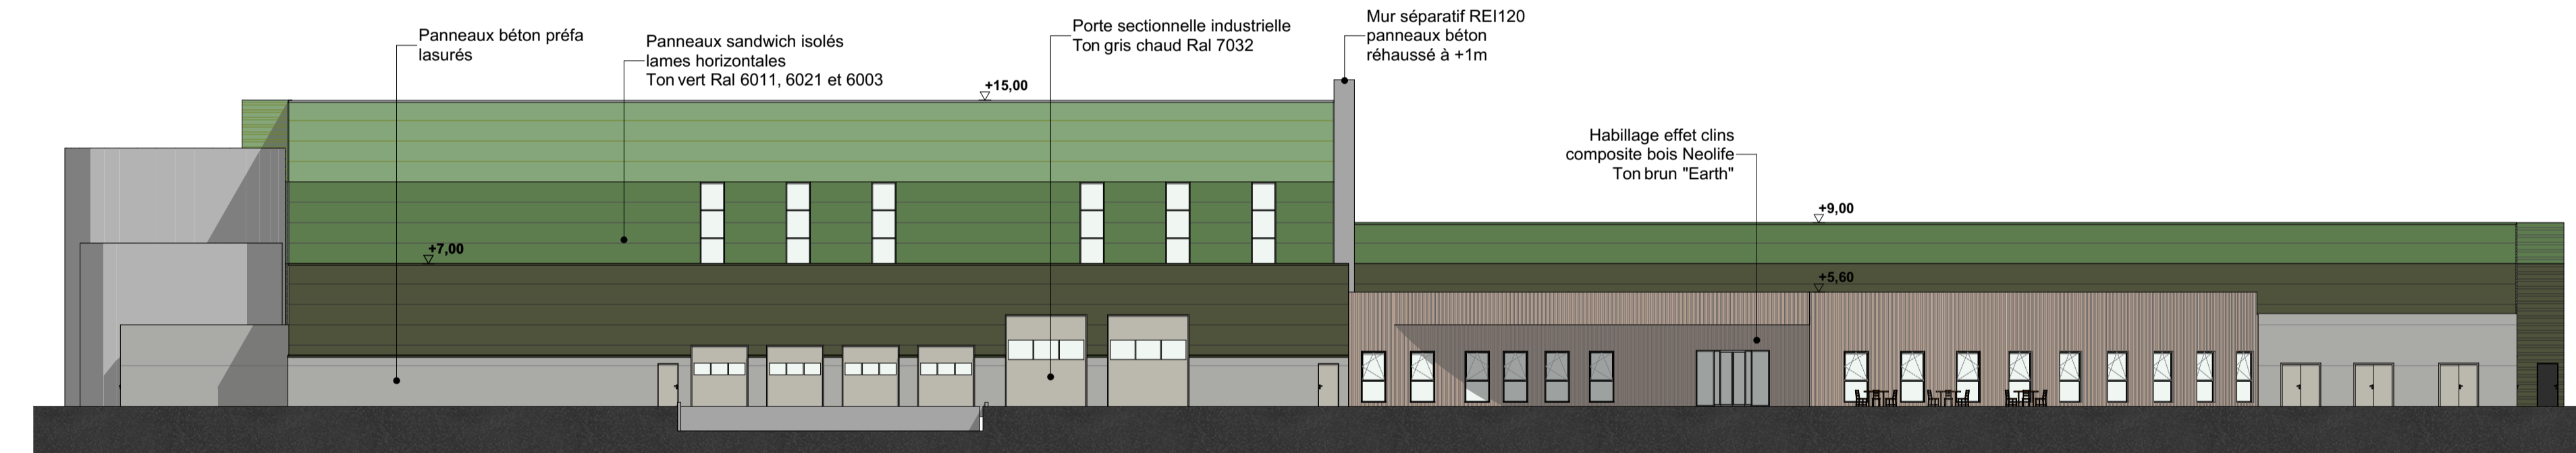 Panneaux béton préfa
lasurés
Panneaux sandwich isolés
lames horizontales
Ton vert Ral 6011, 6021 et 6003
+15,00
Porte sectionnelle industrielle
Ton gris chaud Ral 7032
Mur séparatif REI120
panneaux béton
réhaussé à +1m
Habillage effet clins
composite bois Neolife
Ton brun "Earth"
+9,00
+7,00
+5,60